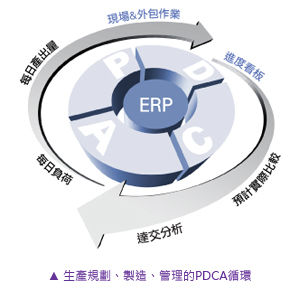 現場&外包作業
進度看板
預計實際比較
達交分析
每日負荷
每日產出量
P
D
C
A
ERP
▲ 生產規劃、製造、管理的PDCA循環